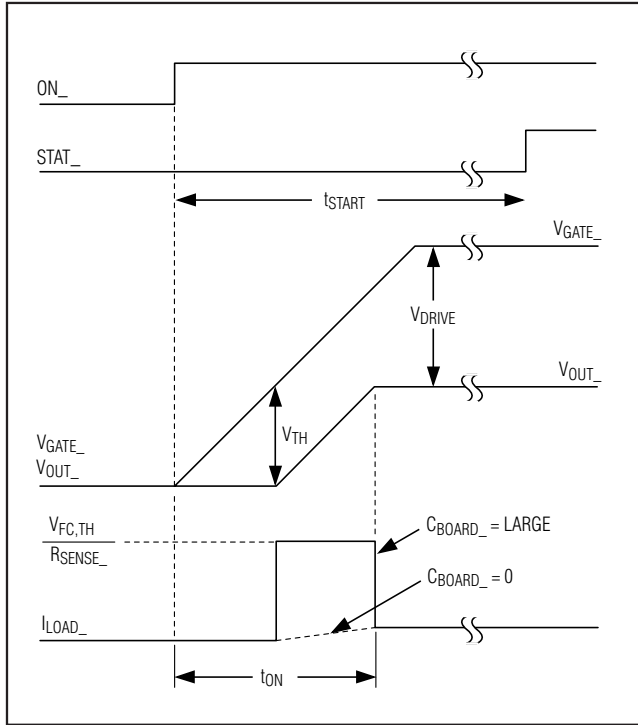 ON_
STAT_
tSTART
VGATE_
VDRIVE
VOUT_
VTH
VGATE_
VOUT_
VFC,TH
RSENSE_
CBOARD_ = LARGE
CBOARD_ = 0
ILOAD_
tON